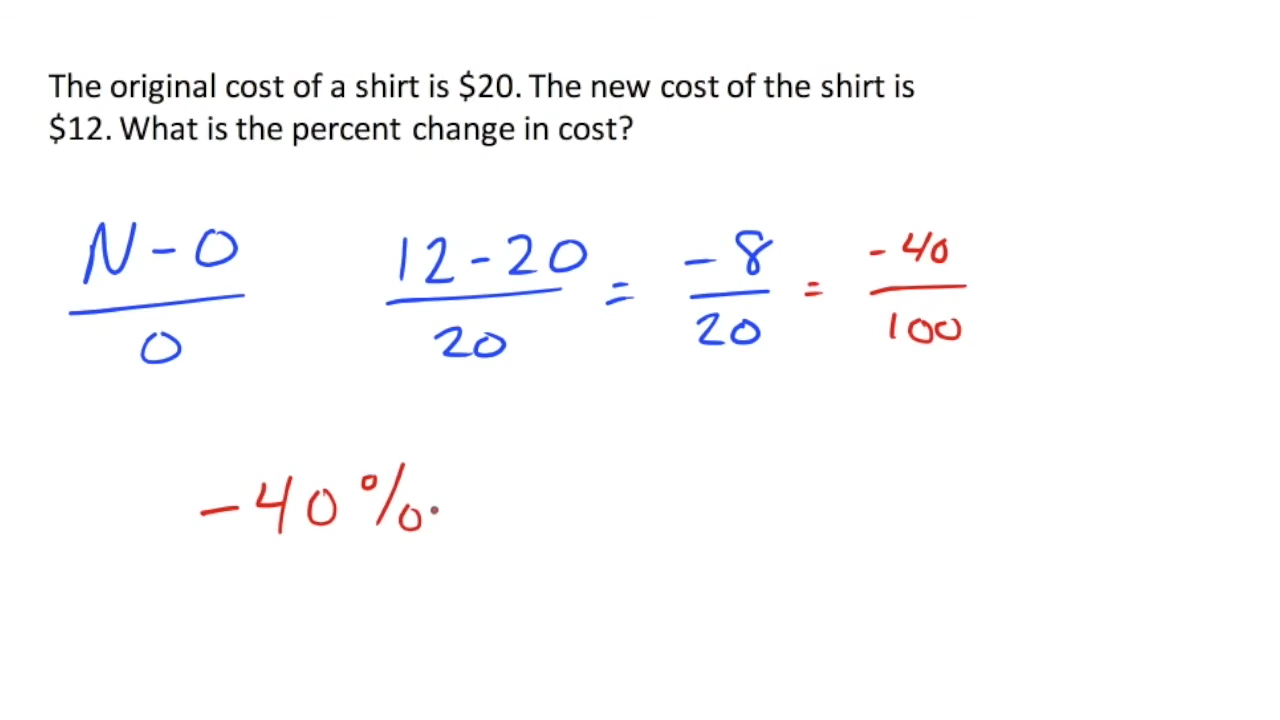 The original cost of a shirt is $20. The new cost of the shirt is
$12. What is the percent change in cost?
N - O 12 - 20 = - 8 = - 40
O 20 20 100
- 40 %